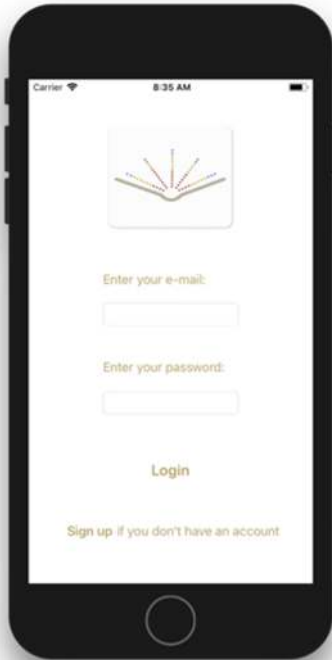 Carrier 8:35 AM
Enter your e-mail:
Enter your password:
Login
Sign up if you don't have an account